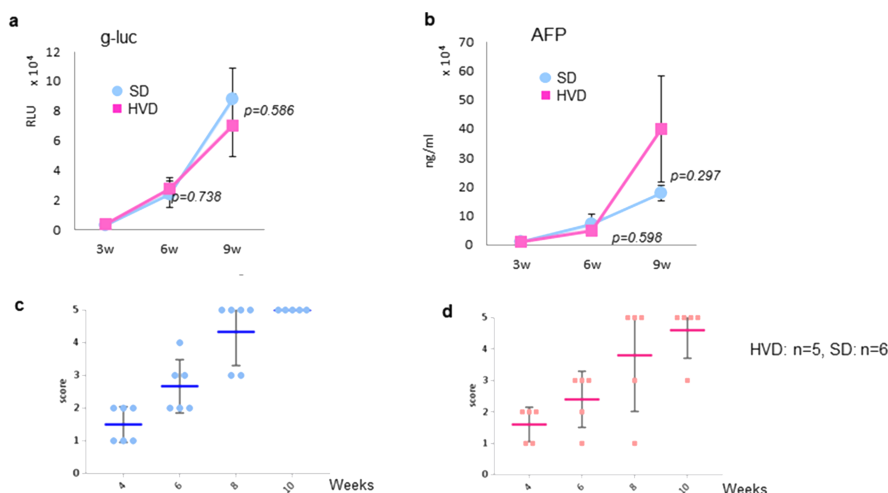 a
g-luc
x 10⁴
RLU
12
10
8
6
4
2
0
SD
HVD
p=0.586
p=0.738
3w
6w
9w
b
AFP
x 10⁴
ng/ml
70
60
50
40
30
20
10
0
SD
HVD
p=0.297
p=0.598
3w
6w
9w
c
score
5
4
3
2
1
0
4
6
8
10
Weeks
d
score
5
4
3
2
1
0
4
6
8
10
Weeks
HVD: n=5, SD: n=6